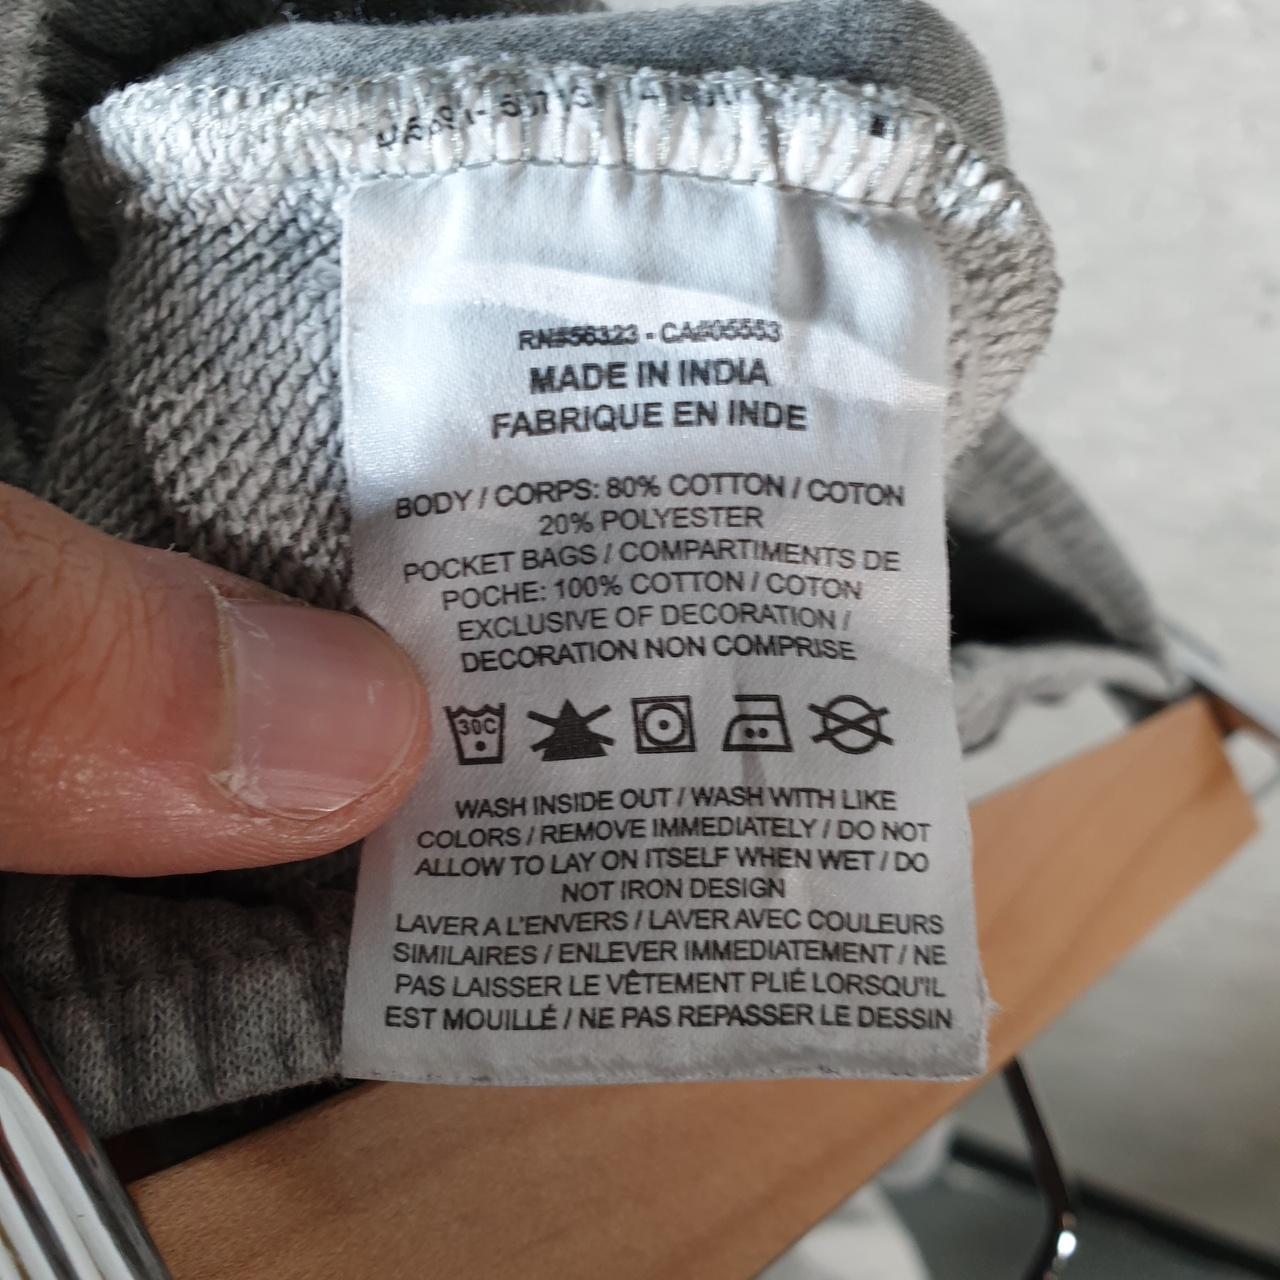 RN#56323 - CA#05553
MADE IN INDIA
FABRIQUE EN INDE
BODY / CORPS: 80% COTTON / COTON
20% POLYESTER
POCKET BAGS / COMPARTIMENTS DE
POCHE: 100% COTTON / COTON
EXCLUSIVE OF DECORATION /
DECORATION NON COMPRISE
30C
WASH INSIDE OUT / WASH WITH LIKE
COLORS / REMOVE IMMEDIATELY / DO NOT
ALLOW TO LAY ON ITSELF WHEN WET / DO
NOT IRON DESIGN
LAVER A L'ENVERS / LAVER AVEC COULEURS
SIMILAIRES / ENLEVER IMMEDIATEMENT / NE
PAS LAISSER LE VÊTEMENT PLIÉ LORSQU'IL
EST MOUILLÉ / NE PAS REPASSER LE DESSIN